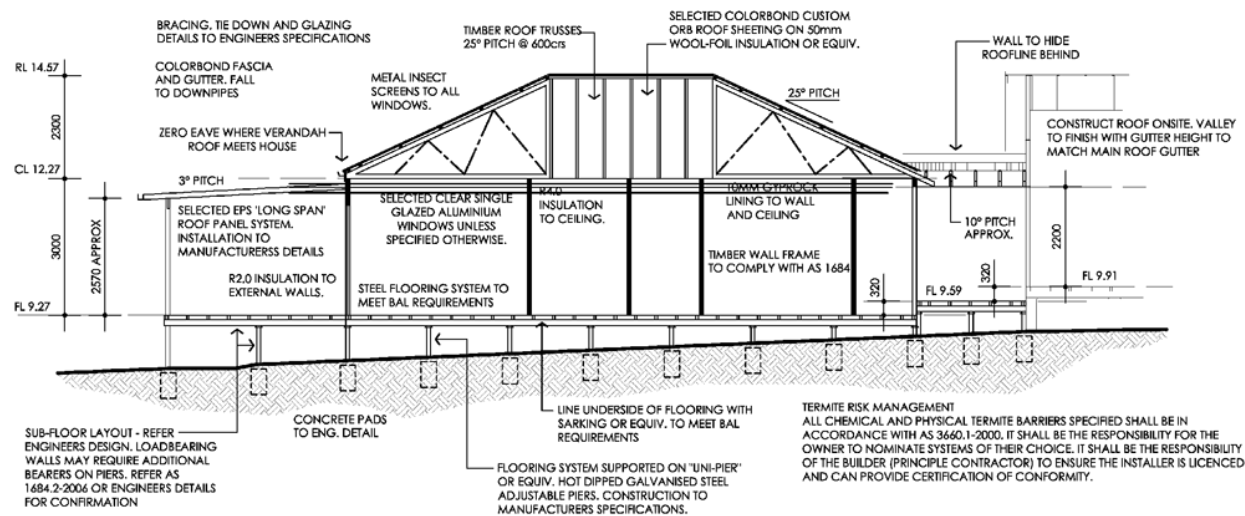 BRACING, TIE DOWN AND GLAZING
DETAILS TO ENGINEERS SPECIFICATIONS
TIMBER ROOF TRUSSES
25° PITCH @ 600crs
SELECTED COLORBOND CUSTOM
ORB ROOF SHEETING ON 50mm
WOOL-FOIL INSULATION OR EQUIV.
WALL TO HIDE
ROOFLINE BEHIND
RL 14.57
COLORBOND FASCIA
AND GUTTER. FALL
TO DOWNPIPES
METAL INSECT
SCREENS TO ALL
WINDOWS.
25° PITCH
2300
ZERO EAVE WHERE VERANDAH
ROOF MEETS HOUSE
CONSTRUCT ROOF ONSITE. VALLEY
TO FINISH WITH GUTTER HEIGHT TO
MATCH MAIN ROOF GUTTER
CL 12.27
3° PITCH
SELECTED EPS 'LONG SPAN'
ROOF PANEL SYSTEM.
INSTALLATION TO
MANUFACTURERSS DETAILS
SELECTED CLEAR SINGLE
GLAZED ALUMINIUM
WINDOWS UNLESS
SPECIFIED OTHERWISE.
R4.0
INSULATION
TO CEILING.
10MM GYPROCK
LINING TO WALL
AND CEILING
10° PITCH
APPROX.
3000
2570 APPROX
2200
R2.0 INSULATION TO
EXTERNAL WALLS.
STEEL FLOORING SYSTEM TO
MEET BAL REQUIREMENTS
TIMBER WALL FRAME
TO COMPLY WITH AS 1684
320
320
FL 9.91
FL 9.59
FL 9.27
SUB-FLOOR LAYOUT - REFER
ENGINEERS DESIGN. LOADBEARING
WALLS MAY REQUIRE ADDITIONAL
BEARERS ON PIERS. REFER AS
1684.2-2006 OR ENGINEERS DETAILS
FOR CONFIRMATION
CONCRETE PADS
TO ENG. DETAIL
LINE UNDERSIDE OF FLOORING WITH
SARKING OR EQUIV. TO MEET BAL
REQUIREMENTS
FLOORING SYSTEM SUPPORTED ON "UNI-PIER"
OR EQUIV. HOT DIPPED GALVANISED STEEL
ADJUSTABLE PIERS. CONSTRUCTION TO
MANUFACTURERS SPECIFICATIONS.
TERMITE RISK MANAGEMENT
ALL CHEMICAL AND PHYSICAL TERMITE BARRIERS SPECIFIED SHALL BE IN
ACCORDANCE WITH AS 3660.1-2000. IT SHALL BE THE RESPONSIBILITY FOR THE
OWNER TO NOMINATE SYSTEMS OF THEIR CHOICE. IT SHALL BE THE RESPONSIBILITY
OF THE BUILDER (PRINCIPLE CONTRACTOR) TO ENSURE THE INSTALLER IS LICENCED
AND CAN PROVIDE CERTIFICATION OF CONFORMITY.